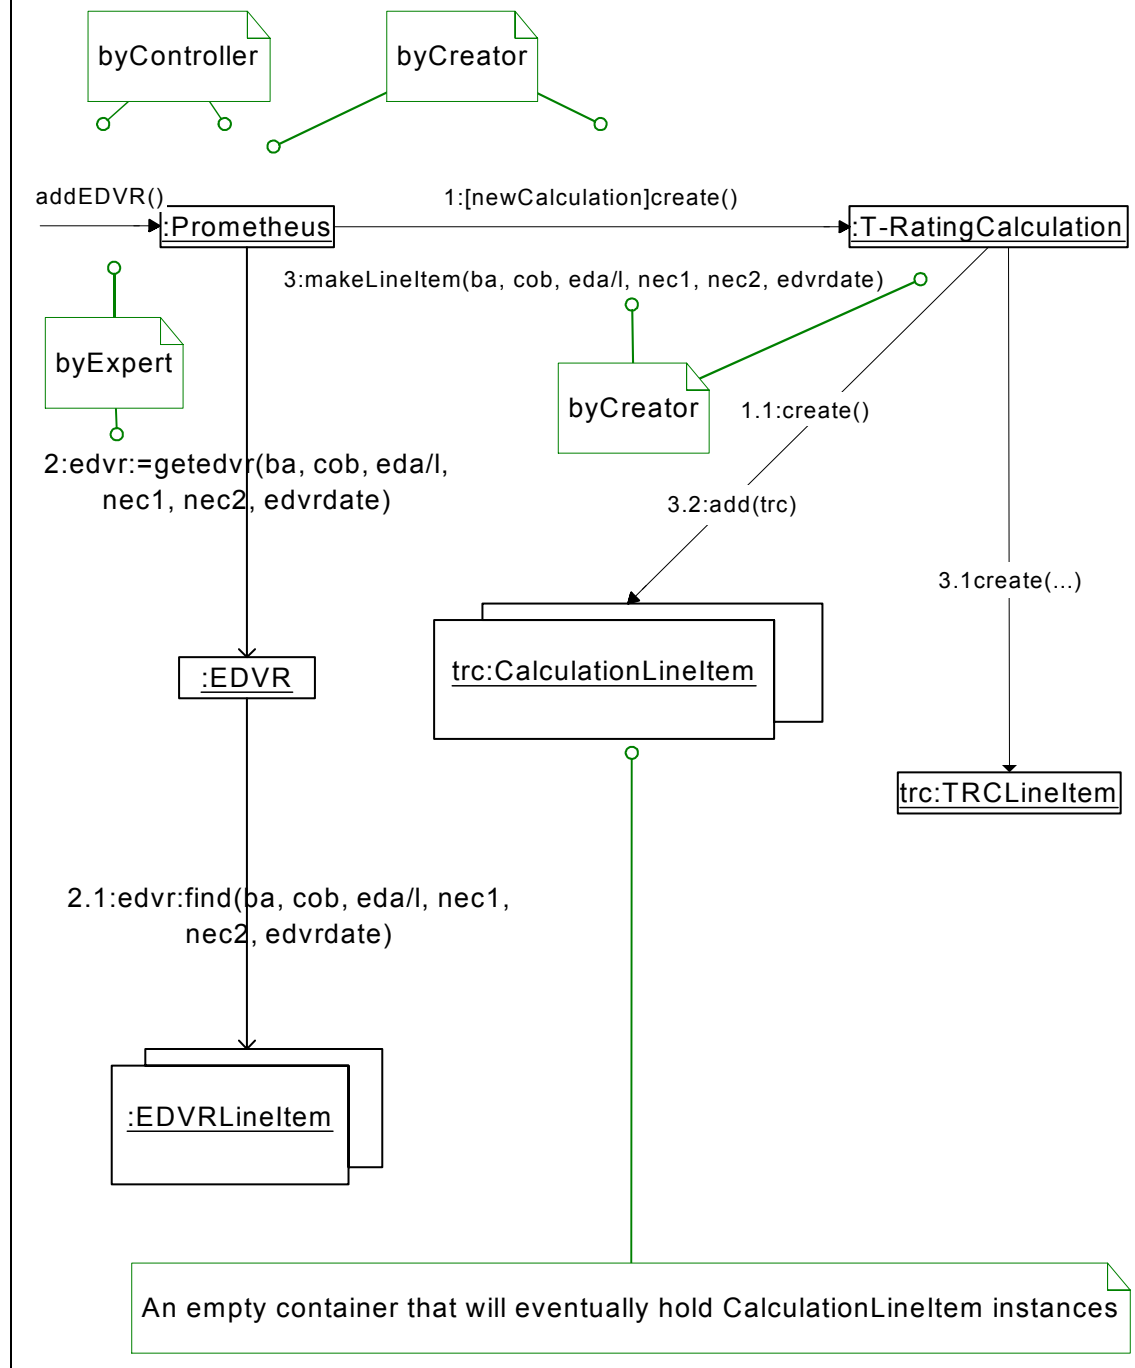 byController
byCreator
addEDVR()
1:[newCalculation]create()
:Prometheus
:T-RatingCalculation
3:makeLineItem(ba, cob, eda/l, nec1, nec2, edvrdate)
byExpert
byCreator
1.1:create()
2:edvr:=getedvr(ba, cob, eda/l,
nec1, nec2, edvrdate)
3.2:add(trc)
3.1create(...)
:EDVR
trc:CalculationLineItem
trc:TRCLineItem
2.1:edvr:find(ba, cob, eda/l, nec1,
nec2, edvrdate)
:EDVRLineItem
An empty container that will eventually hold CalculationLineItem instances